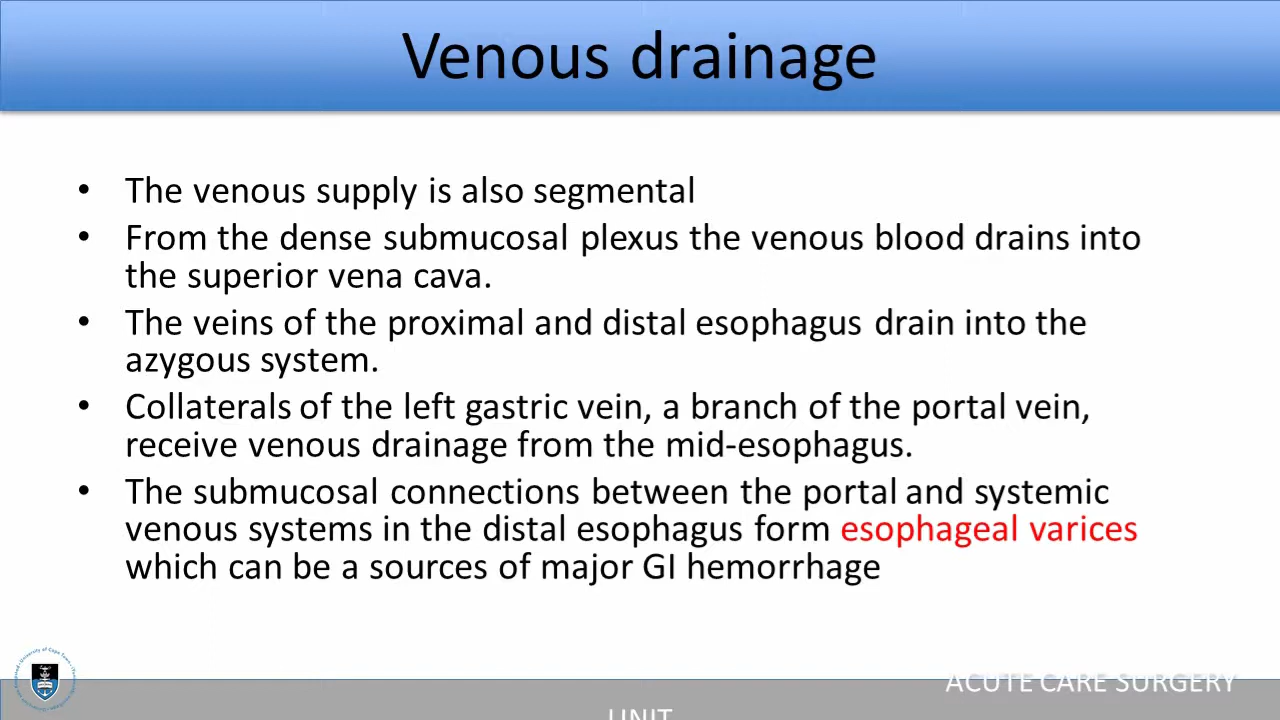 Venous drainage
• The venous supply is also segmental
• From the dense submucosal plexus the venous blood drains into
the superior vena cava.
• The veins of the proximal and distal esophagus drain into the
azygous system.
• Collaterals of the left gastric vein, a branch of the portal vein,
receive venous drainage from the mid-esophagus.
• The submucosal connections between the portal and systemic
venous systems in the distal esophagus form esophageal varices
which can be a sources of major GI hemorrhage
ACUTE CARE SURGERY
UNIT